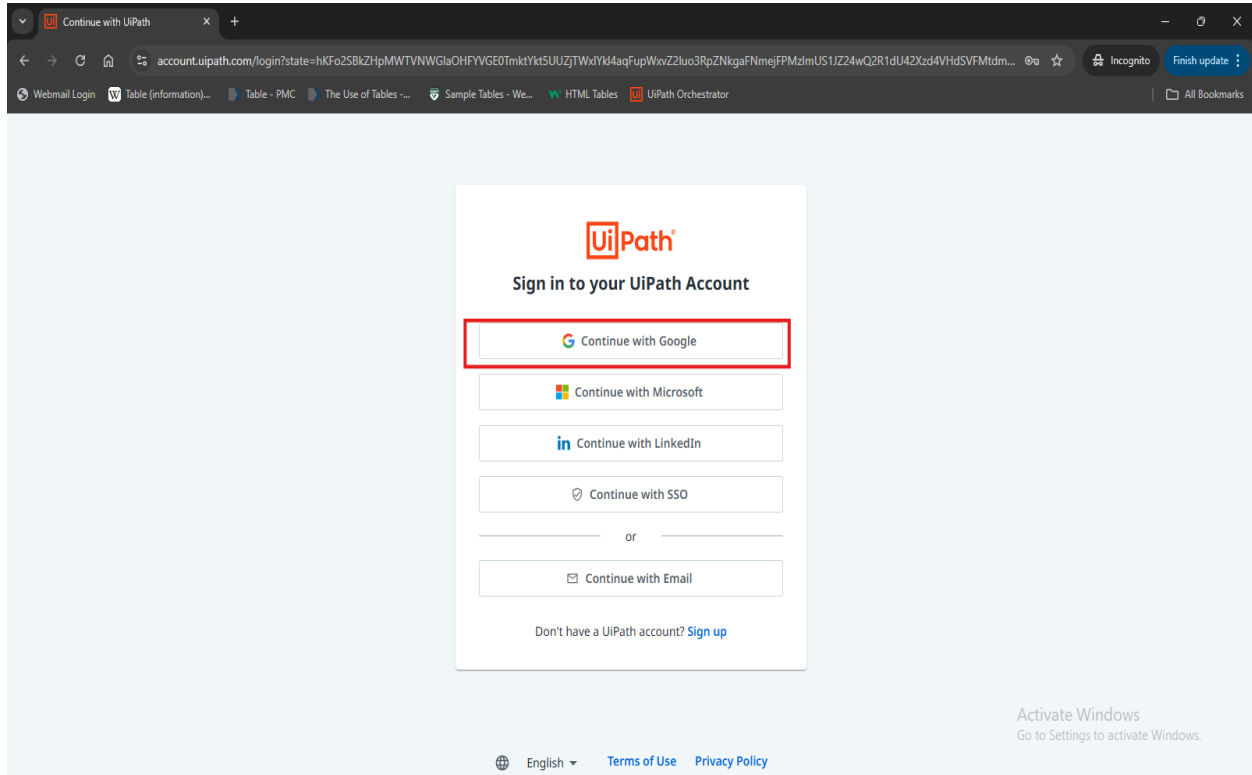 Continue with UiPath
account.uipath.com/login?state=
Incognito
Finish update
Webmail Login
Table (information)...
Table - PMC
The Use of Tables -...
Sample Tables - We...
HTML Tables
UiPath Orchestrator
All Bookmarks
UiPath
Sign in to your UiPath Account
Continue with Google
Continue with Microsoft
Continue with LinkedIn
Continue with SSO
or
Continue with Email
Don't have a UiPath account? Sign up
Activate Windows
Go to Settings to activate Windows.
English
Terms of Use
Privacy Policy